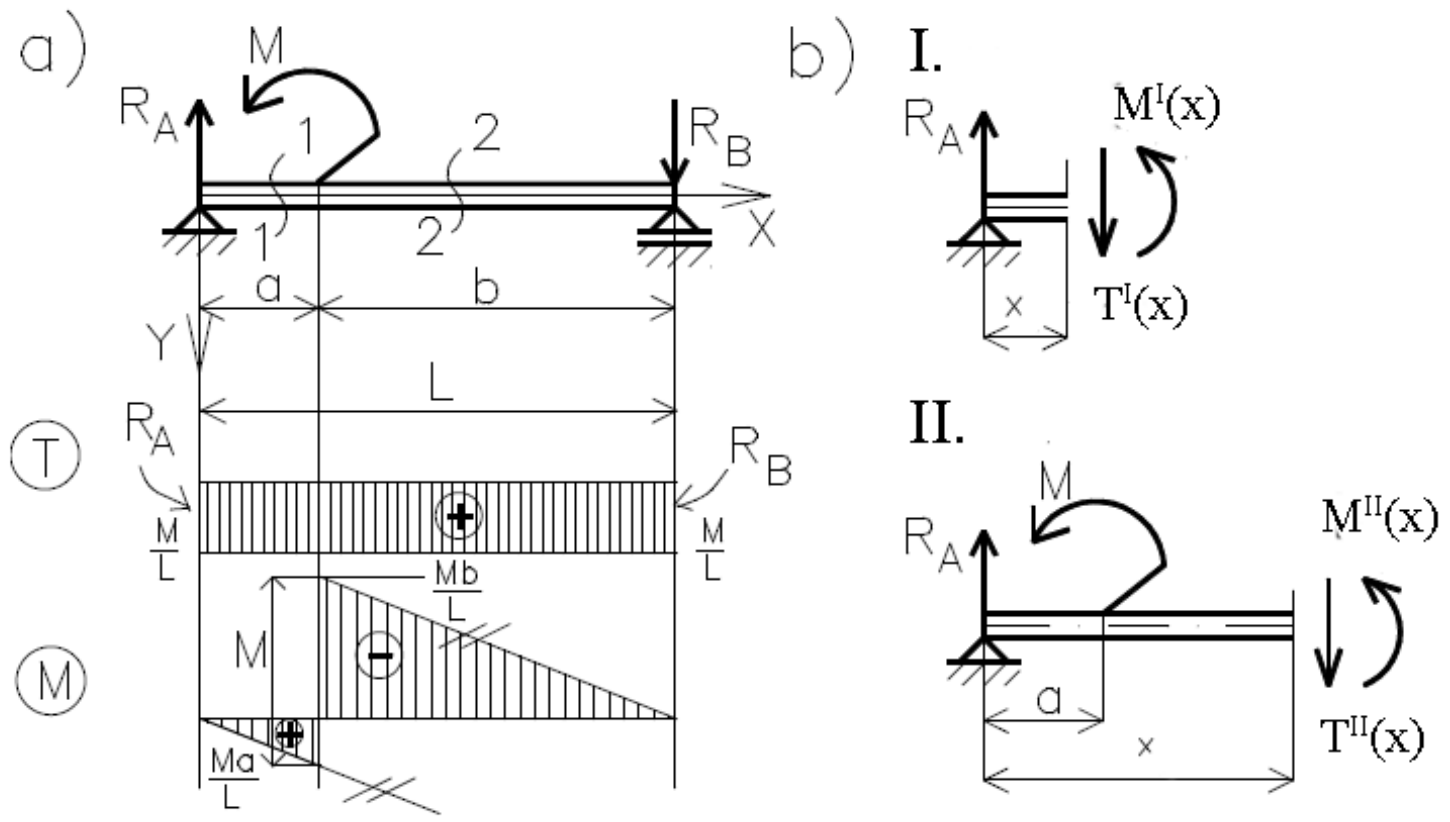 a)
M
R_A
1
2
R_B
1
2
X
a
b
Y
L
T
R_A
R_B
M/L
+
M/L
Mb/L
M
−
M
+
Ma/L
b)
I.
R_A
M^I(x)
T^I(x)
x
II.
M
R_A
M^II(x)
a
T^II(x)
x